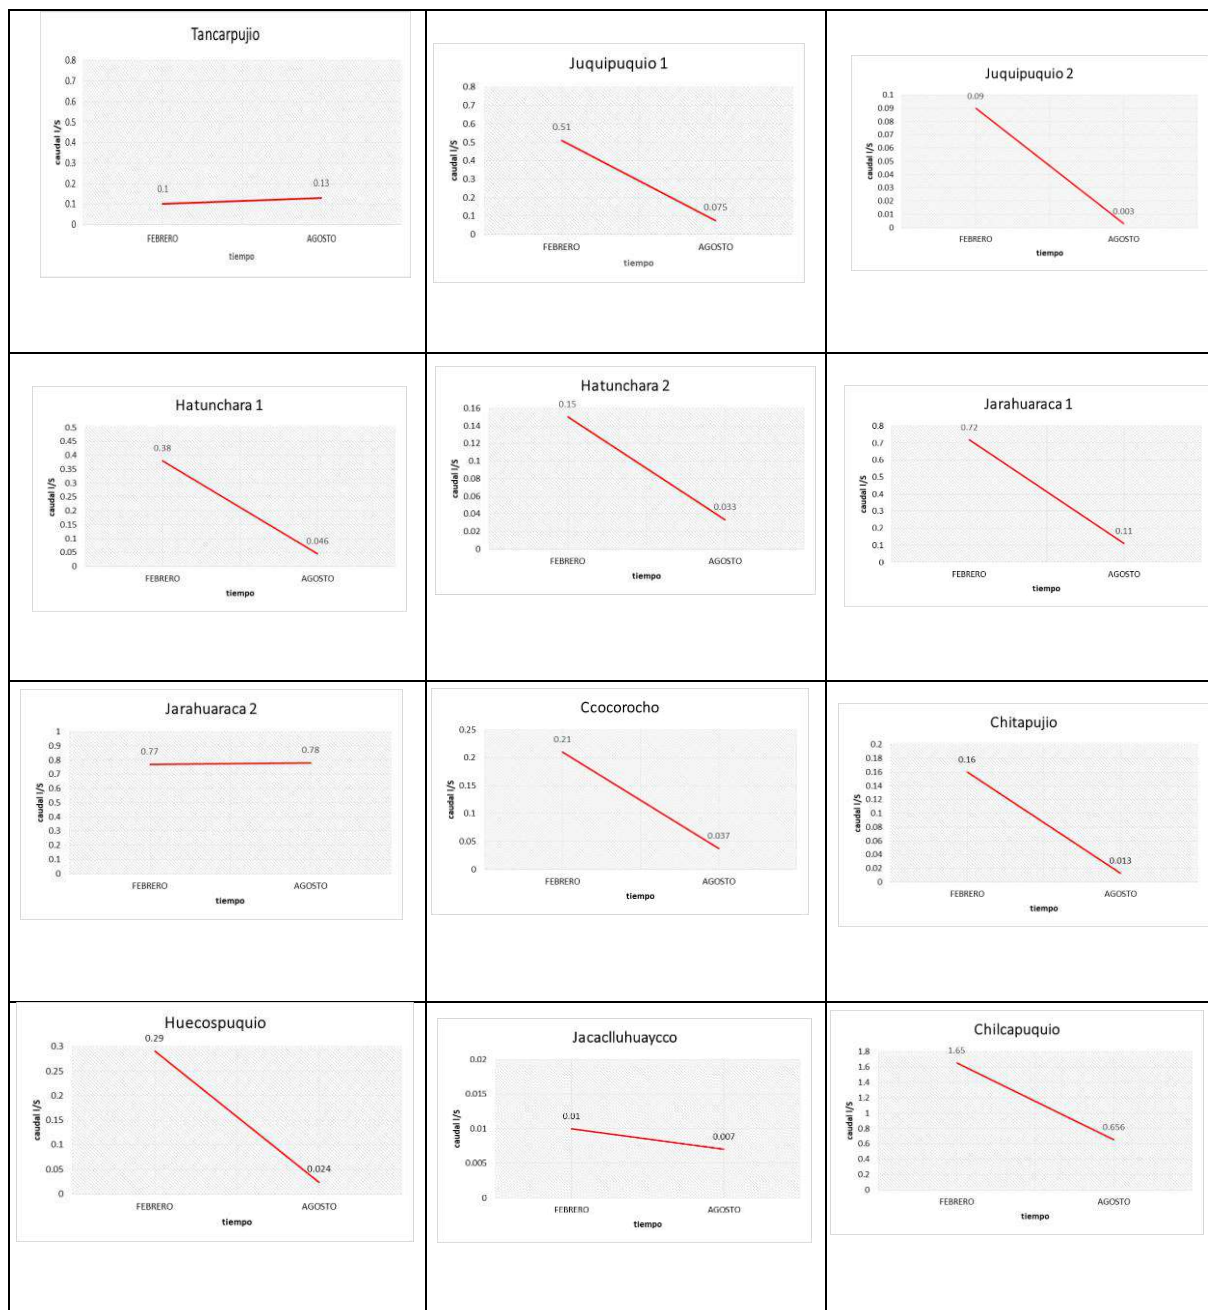 Tancarpujio
0.8
0.7
0.6
0.5
0.4
0.3
0.2
0.1
0
caudal l/S
0.1
0.13
FEBRERO AGOSTO
tiempo
Juquipuquio 1
0.8
0.7
0.6
0.5
0.4
0.3
0.2
0.1
0
caudal l/S
0.51
0.075
FEBRERO AGOSTO
tiempo
Juquipuquio 2
0.1
0.09
0.08
0.07
0.06
0.05
0.04
0.03
0.02
0.01
0
caudal l/S
0.09
0.003
FEBRERO AGOSTO
Hatunchara 1
0.5
0.45
0.4
0.35
0.3
0.25
0.2
0.15
0.1
0.05
0
caudal l/S
0.38
0.046
FEBRERO AGOSTO
tiempo
Hatunchara 2
0.16
0.14
0.12
0.1
0.08
0.06
0.04
0.02
0
caudal l/S
0.15
0.033
FEBRERO AGOSTO
tiempo
Jarahuaraca 1
0.8
0.7
0.6
0.5
0.4
0.3
0.2
0.1
0
caudal l/S
0.72
0.11
FEBRERO AGOSTO
tiempo
Jarahuaraca 2
1
0.9
0.8
0.7
0.6
0.5
0.4
0.3
0.2
0.1
0
caudal l/S
0.77
0.78
FEBRERO AGOSTO
tiempo
Ccocorocho
0.25
0.2
0.15
0.1
0.05
0
caudal l/S
0.21
0.037
FEBRERO AGOSTO
tiempo
Chitapujio
0.2
0.18
0.16
0.14
0.12
0.1
0.08
0.06
0.04
0.02
0
caudal l/S
0.16
0.013
FEBRERO AGOSTO
tiempo
Huecospuquio
0.3
0.25
0.2
0.15
0.1
0.05
0
caudal l/S
0.29
0.024
FEBRERO AGOSTO
tiempo
Jacaclluhuaycco
0.02
0.015
0.01
0.005
0
caudal l/S
0.01
0.007
FEBRERO AGOSTO
tiempo
Chilcapuquio
1.8
1.6
1.4
1.2
1
0.8
0.6
0.4
0.2
0
caudal l/S
1.65
0.656
FEBRERO AGOSTO
tiempo